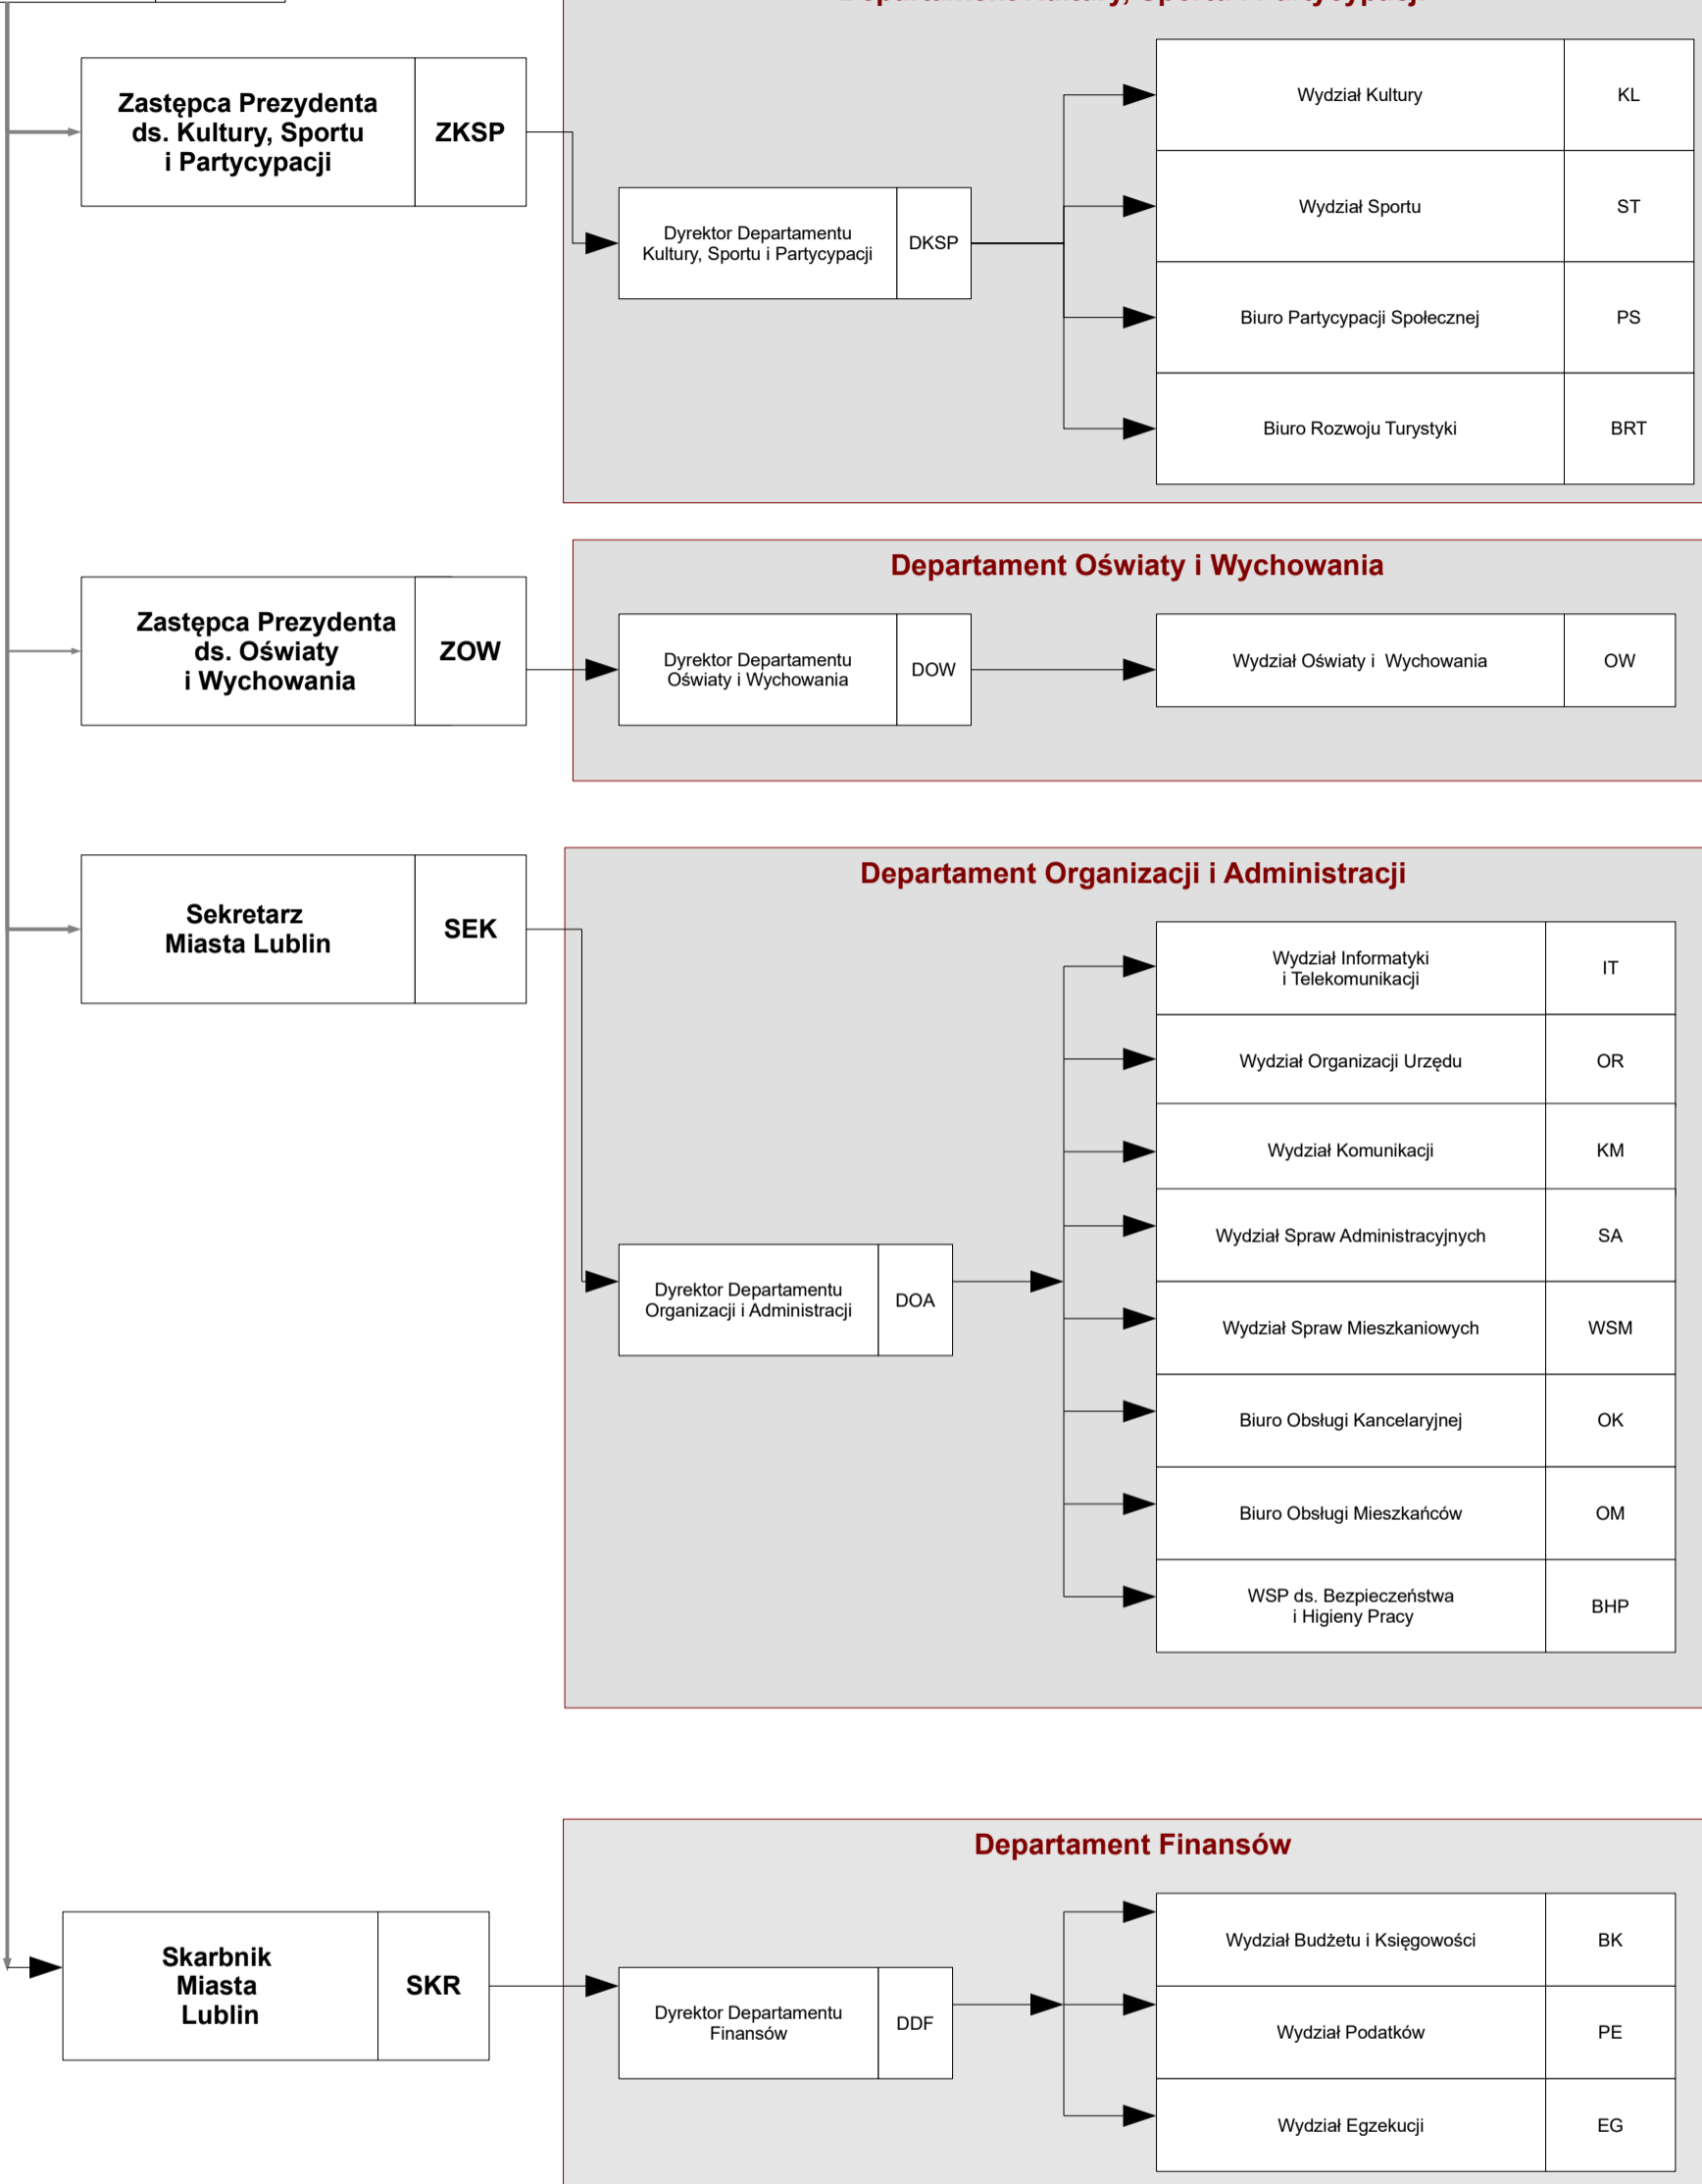 Departament Kultury, Sportu i Partycypacji
Zastępca Prezydenta
ds. Kultury, Sportu
i Partycypacji
ZKSP
Dyrektor Departamentu
Kultury, Sportu i Partycypacji
DKSP
Wydział Kultury
KL
Wydział Sportu
ST
Biuro Partycypacji Społecznej
PS
Biuro Rozwoju Turystyki
BRT
Departament Oświaty i Wychowania
Zastępca Prezydenta
ds. Oświaty
i Wychowania
ZOW
Dyrektor Departamentu
Oświaty i Wychowania
DOW
Wydział Oświaty i  Wychowania
OW
Departament Organizacji i Administracji
Sekretarz
Miasta Lublin
SEK
Dyrektor Departamentu
Organizacji i Administracji
DOA
Wydział Informatyki
i Telekomunikacji
IT
Wydział Organizacji Urzędu
OR
Wydział Komunikacji
KM
Wydział Spraw Administracyjnych
SA
Wydział Spraw Mieszkaniowych
WSM
Biuro Obsługi Kancelaryjnej
OK
Biuro Obsługi Mieszkańców
OM
WSP ds. Bezpieczeństwa
i Higieny Pracy
BHP
Departament Finansów
Skarbnik
Miasta
Lublin
SKR
Dyrektor Departamentu
Finansów
DDF
Wydział Budżetu i Księgowości
BK
Wydział Podatków
PE
Wydział Egzekucji
EG